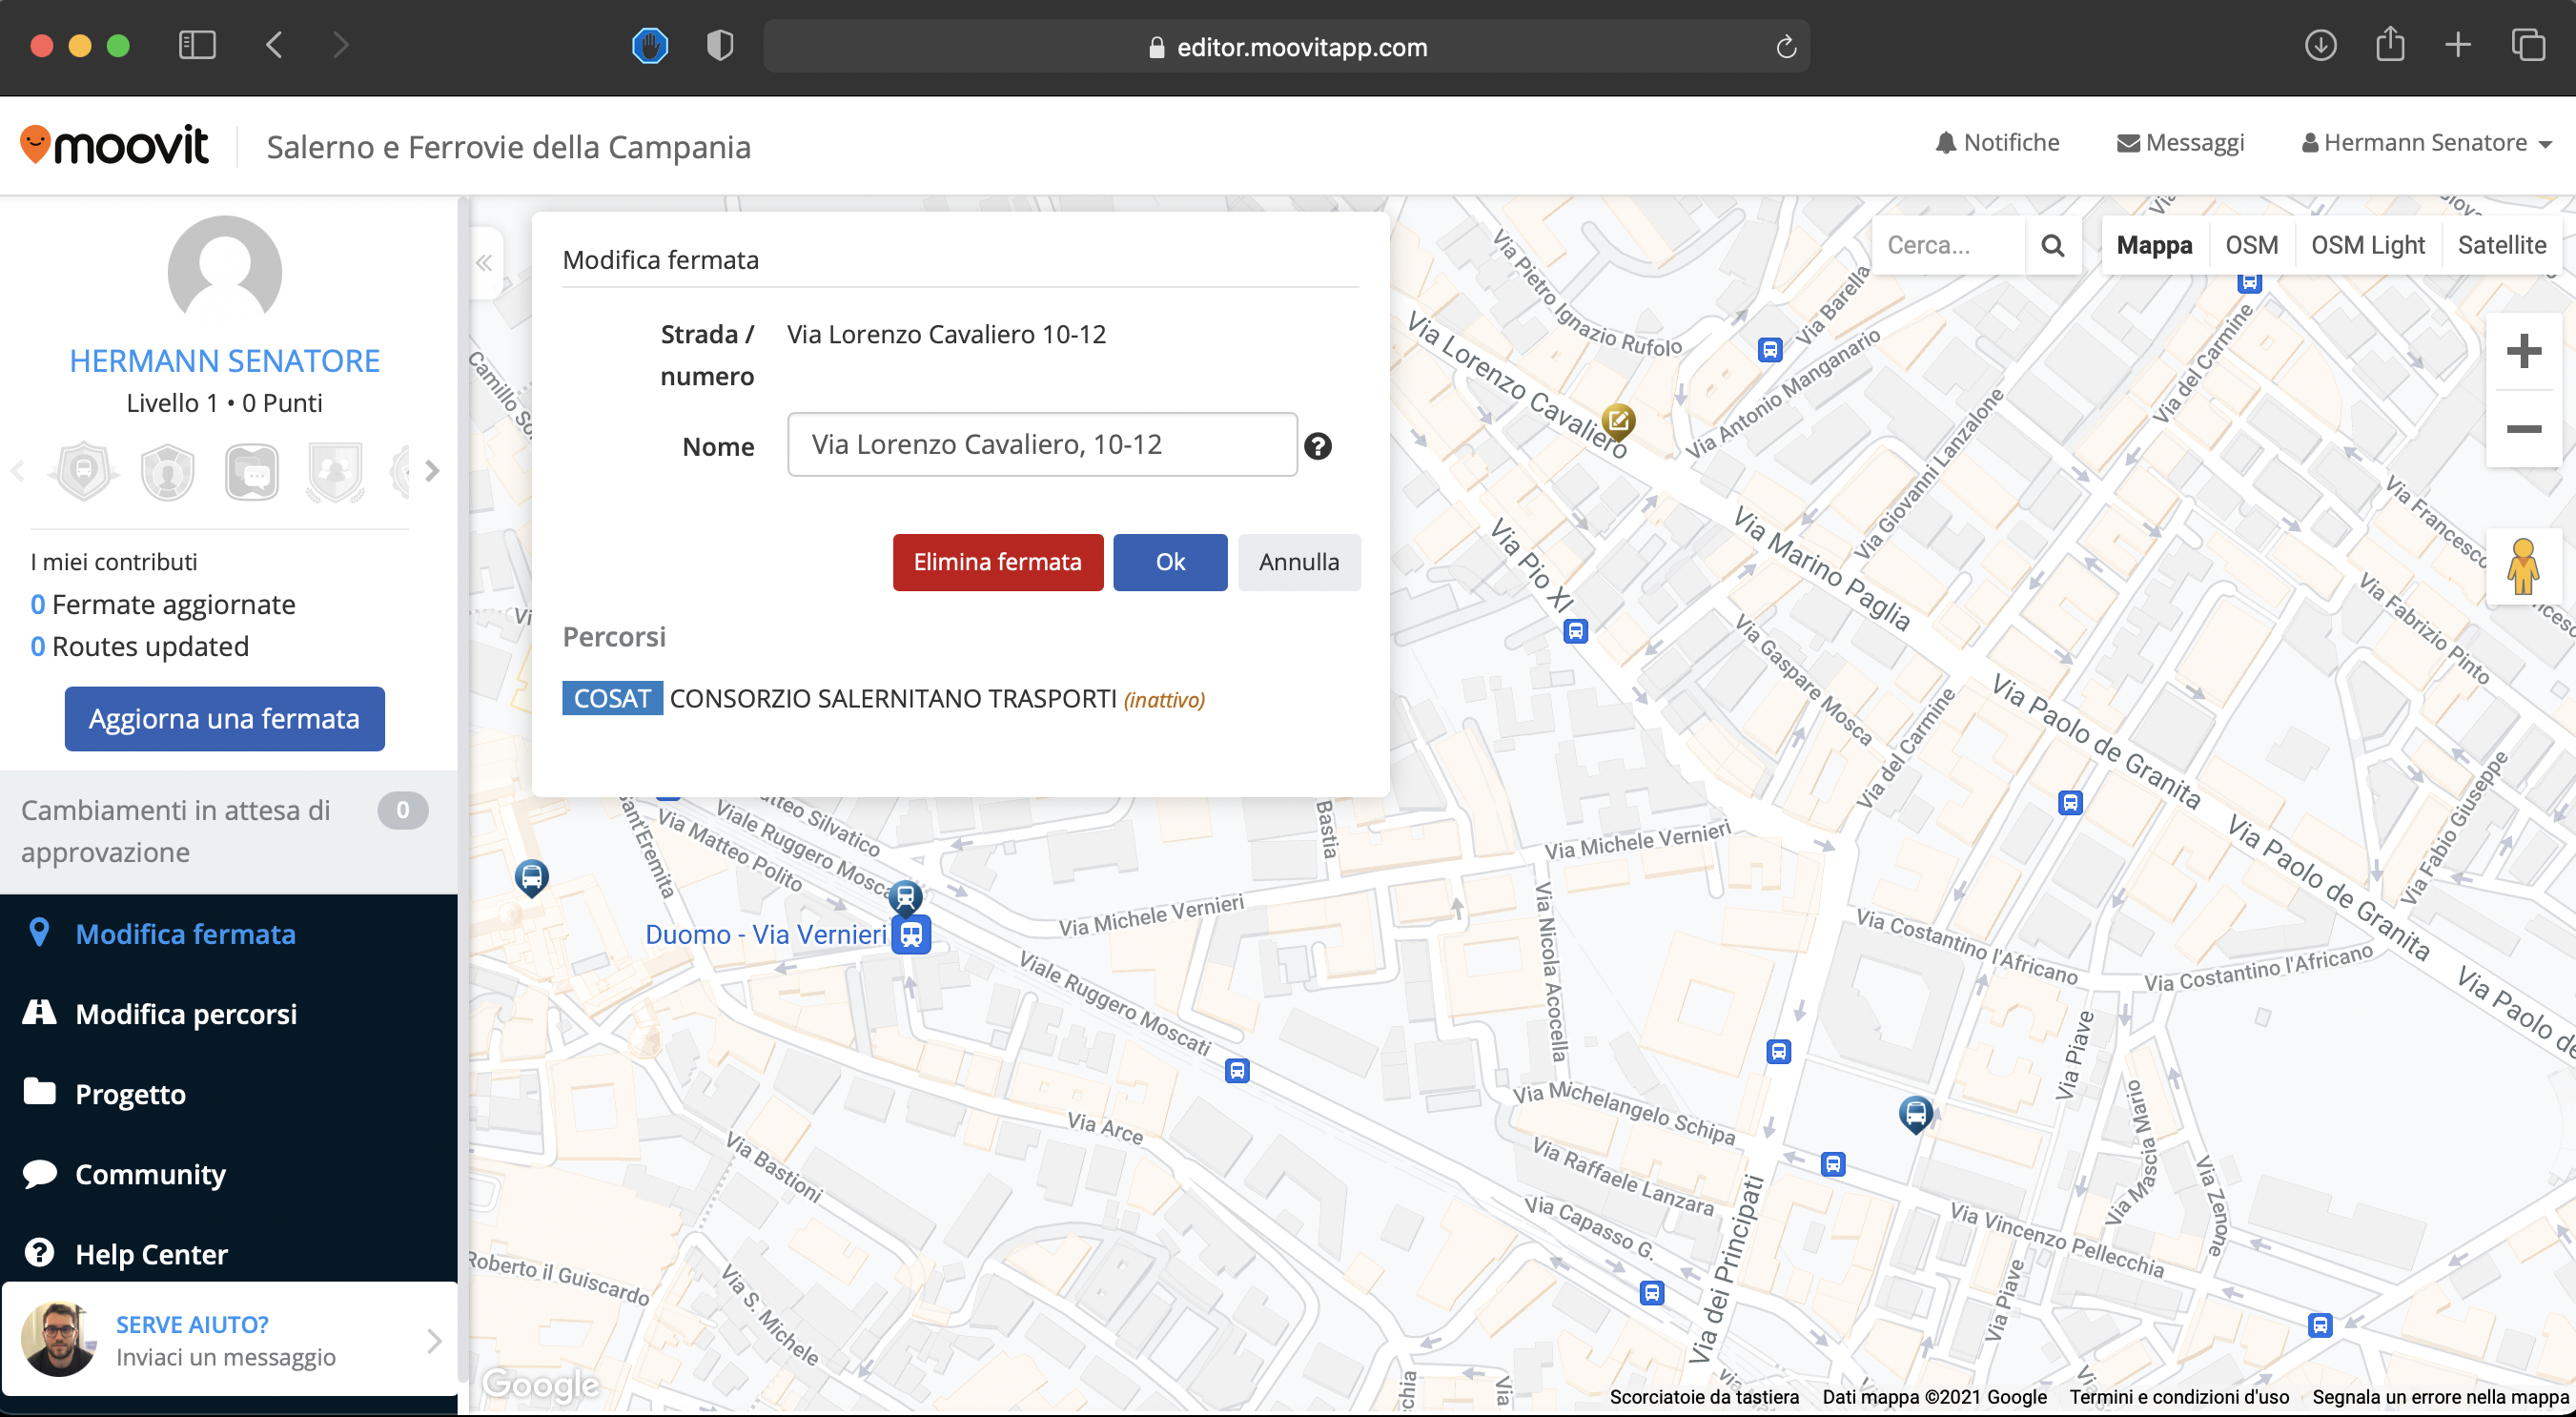 editor.moovitapp.com
moovit
Salerno e Ferrovie della Campania
Notifiche
Messaggi
Hermann Senatore
HERMANN SENATORE
Livello 1 • 0 Punti
I miei contributi
0 Fermate aggiornate
0 Routes updated
Aggiorna una fermata
Cambiamenti in attesa di
approvazione
0
Modifica fermata
Modifica percorsi
Progetto
Community
Help Center
SERVE AIUTO?
Inviaci un messaggio
Modifica fermata
Strada /
numero
Via Lorenzo Cavaliero 10-12
Nome
Via Lorenzo Cavaliero, 10-12
Elimina fermata
Ok
Annulla
Percorsi
COSAT CONSORZIO SALERNITANO TRASPORTI (inattivo)
Cerca...
Mappa
OSM
OSM Light
Satellite
Via Pietro Ignazio Rufolo
Via Barella
Via Lorenzo Cavaliero
Via Antonio Manganario
Via del Carmine
Via Giovanni Lanzalone
Via Francesco
Via Pio XI
Via Marino Paglia
Via Fabrizio Pinto
Via Gaspare Mosca
Via del Carmine
Via Paolo de Granita
Via Fabio Giuseppe
Via Paolo de Granita
Via Paolo de
Via Matteo Polito
Viale Ruggero Mosca
Bastia
Via Michele Vernieri
Via Michele Vernieri
Duomo - Via Vernieri
Viale Ruggero Moscati
Via Nicola Acocella
Via Costantino l'Africano
Via Costantino l'Africano
Via Piave
Via Michelangelo Schipa
Via Arce
Via Bastioni
Via Raffaele Lanzara
Via Mascia Mario
Via Zenone
Via Capasso G.
Via Vincenzo Pellecchia
Via dei Principati
Via Piave
Roberto il Guiscardo
Via S. Michele
Via
Google
Scorciatoie da tastiera
Dati mappa ©2021 Google
Termini e condizioni d'uso
Segnala un errore nella mappa